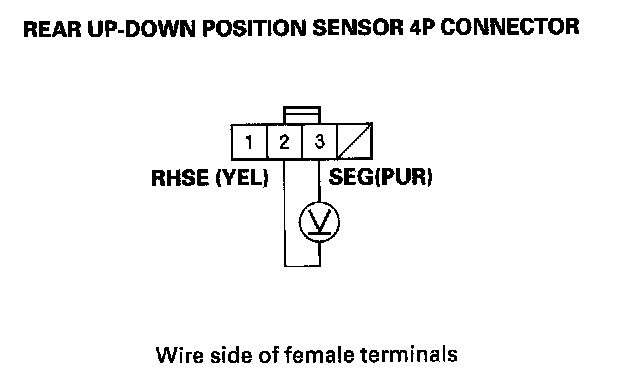 REAR UP-DOWN POSITION SENSOR 4P CONNECTOR
1 2 3
RHSE (YEL) SEG(PUR)
V
Wire side of female terminals